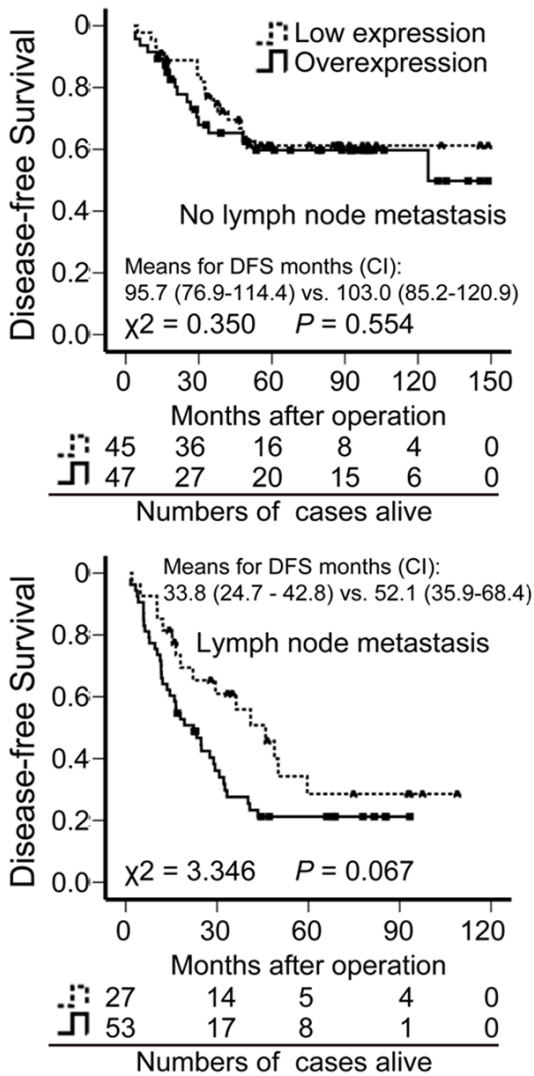 Disease-free Survival
0
0.8
0.6
0.4
0.2
0.0
Low expression
Overexpression
No lymph node metastasis
Means for DFS months (CI):
95.7 (76.9-114.4) vs. 103.0 (85.2-120.9)
χ2 = 0.350 P = 0.554
0 30 60 90 120 150
Months after operation
45 36 16 8 4 0
47 27 20 15 6 0
Numbers of cases alive
Disease-free Survival
0
0.8
0.6
0.4
0.2
0.0
Means for DFS months (CI):
33.8 (24.7 - 42.8) vs. 52.1 (35.9-68.4)
Lymph node metastasis
χ2 = 3.346 P = 0.067
0 30 60 90 120
Months after operation
27 14 5 4 0
53 17 8 1 0
Numbers of cases alive